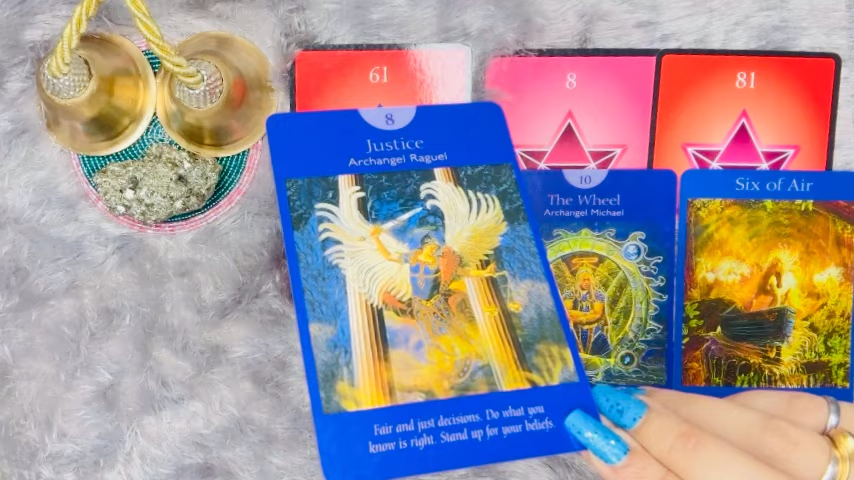 61
8
81
8
Justice
Archangel Raguel
10
The Wheel
Archangel Michael
Six of Air
Fair and just decisions. Do what you
know is right. Stand up for your beliefs.